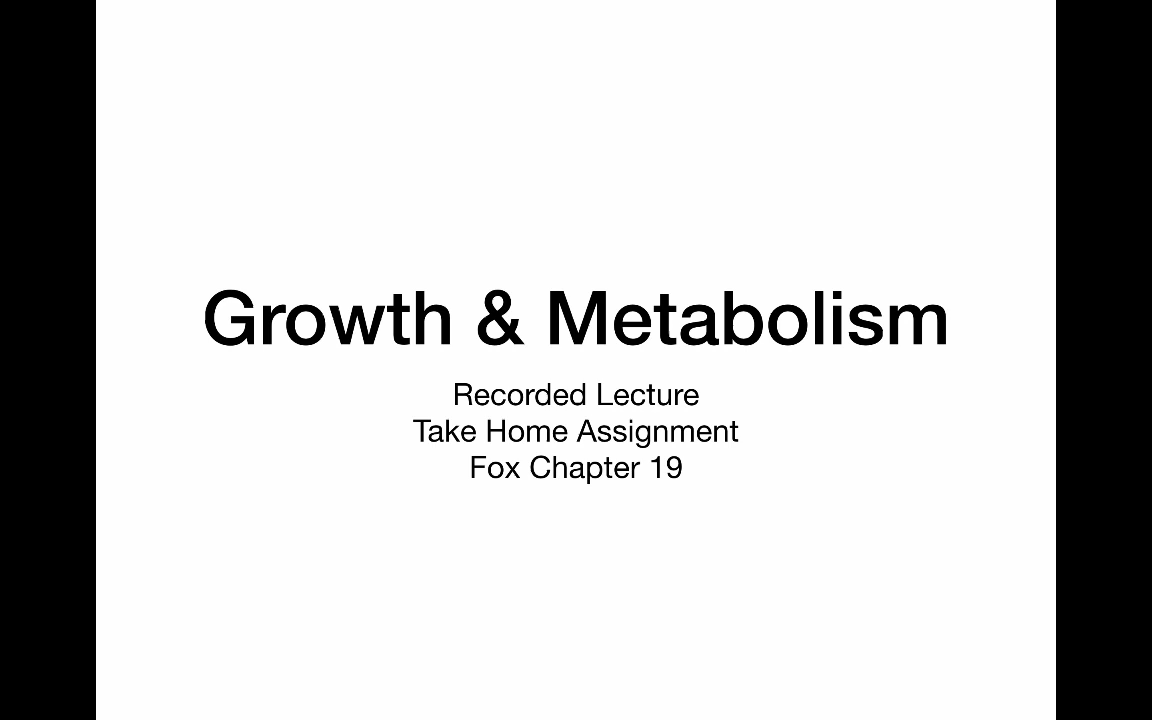 Growth & Metabolism
Recorded Lecture
Take Home Assignment
Fox Chapter 19